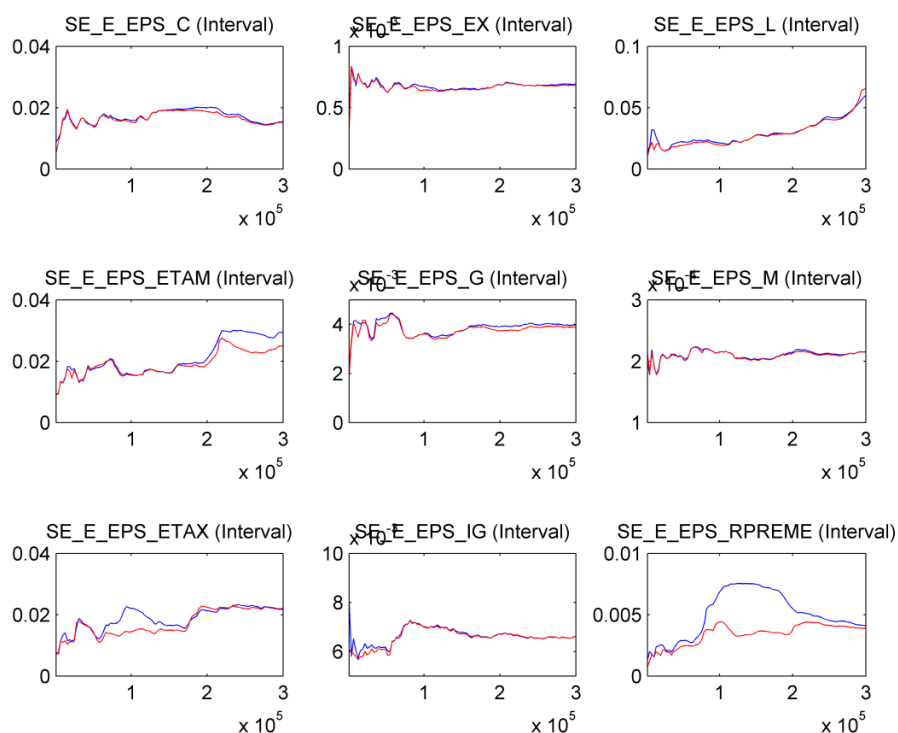 SE_E_EPS_C (Interval) SE_E_EPS_EX (Interval) SE_E_EPS_L (Interval)
0.04 1 0.1
0.02 0.5 0.05
0 0 0
1 2 3 1 2 3 1 2 3
x 10^5 x 10^5 x 10^5
SE_E_EPS_ETAM (Interval) SE_E_EPS_G (Interval) SE_E_EPS_M (Interval)
x 10^-3
0.04 4 3
0.02 2 2
0 0 1
1 2 3 1 2 3 1 2 3
x 10^5 x 10^5 x 10^5
SE_E_EPS_ETAX (Interval) SE_E_EPS_IG (Interval) SE_E_EPS_RPREME (Interval)
0.04 10 0.01
0.02 8 0.005
0 6 0
1 2 3 1 2 3 1 2 3
x 10^5 x 10^5 x 10^5